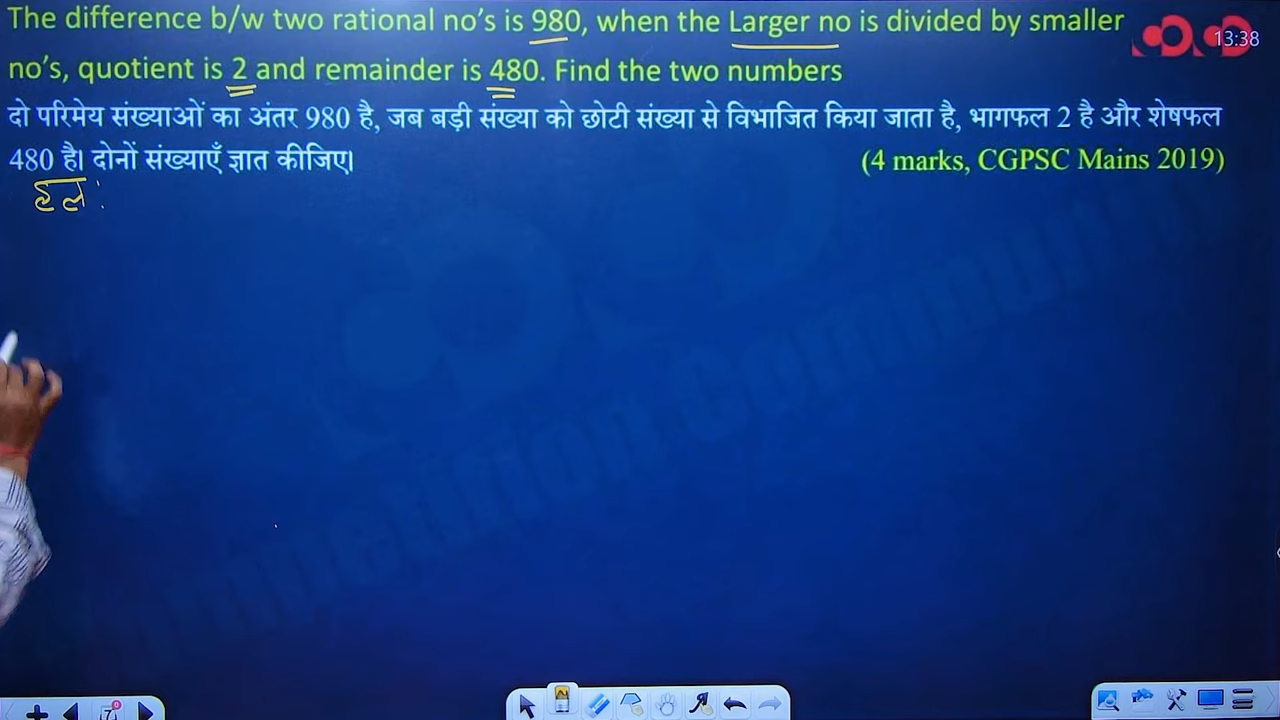 The difference b/w two rational no's is 980, when the Larger no is divided by smaller
no's, quotient is 2 and remainder is 480. Find the two numbers
दो परिमेय संख्याओं का अंतर 980 है, जब बड़ी संख्या को छोटी संख्या से विभाजित किया जाता है, भागफल 2 है और शेषफल
480 है। दोनों संख्याएँ ज्ञात कीजिए।
(4 marks, CGPSC Mains 2019)
हल :
13:38